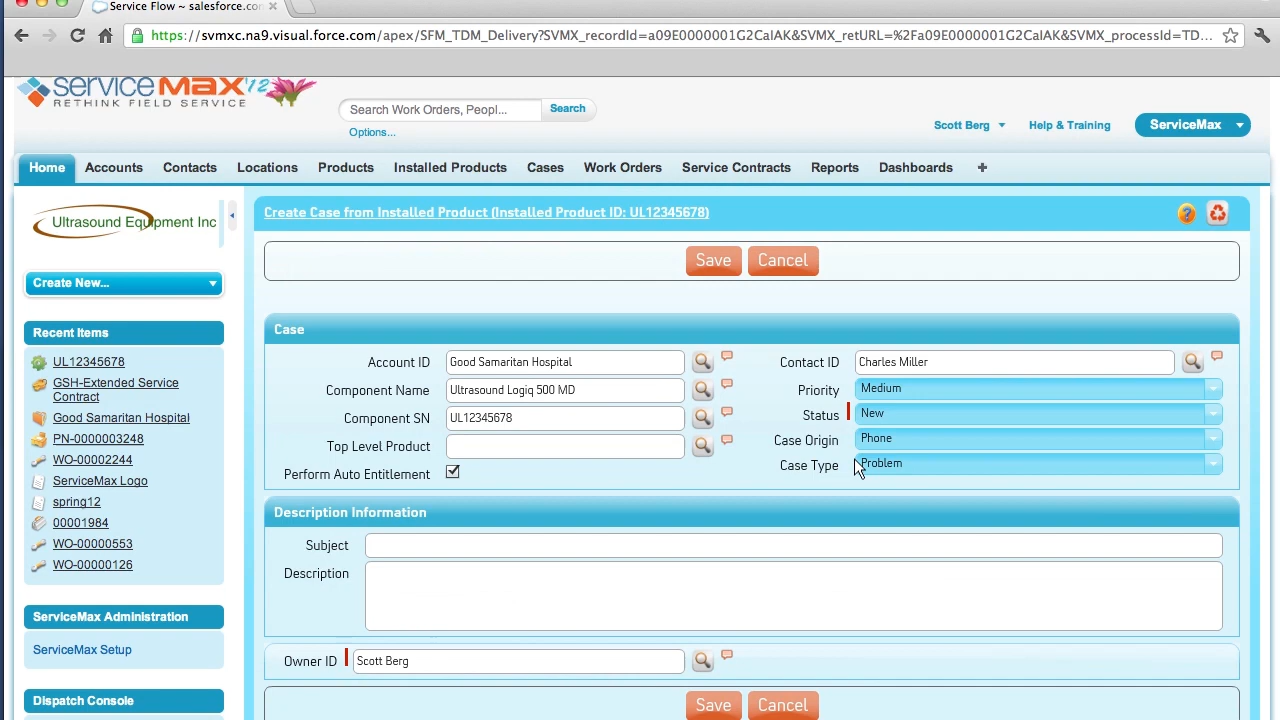 Service Flow ~ salesforce.con
https://svmxc.na9.visual.force.com/apex/SFM_TDM_Delivery?SVMX_recordId=a09E0000001G2CaIAK&SVMX_retURL=%2Fa09E0000001G2CaIAK&SVMX_processId=TD...
serviceMax '12
RETHINK FIELD SERVICE
Search Work Orders, Peopl... Search
Options...
Scott Berg Help & Training ServiceMax
Home Accounts Contacts Locations Products Installed Products Cases Work Orders Service Contracts Reports Dashboards +
Ultrasound Equipment Inc
Create New...
Recent Items
UL12345678
GSH-Extended Service
Contract
Good Samaritan Hospital
PN-0000003248
WO-00002244
ServiceMax Logo
spring12
00001984
WO-00000553
WO-00000126
ServiceMax Administration
ServiceMax Setup
Dispatch Console
Create Case from Installed Product (Installed Product ID: UL12345678)
Save Cancel
Case
Account ID Good Samaritan Hospital Contact ID Charles Miller
Component Name Ultrasound Logiq 500 MD Priority Medium
Component SN UL12345678 Status New
Top Level Product Case Origin Phone
Perform Auto Entitlement Case Type Problem
Description Information
Subject
Description
Owner ID Scott Berg
Save Cancel